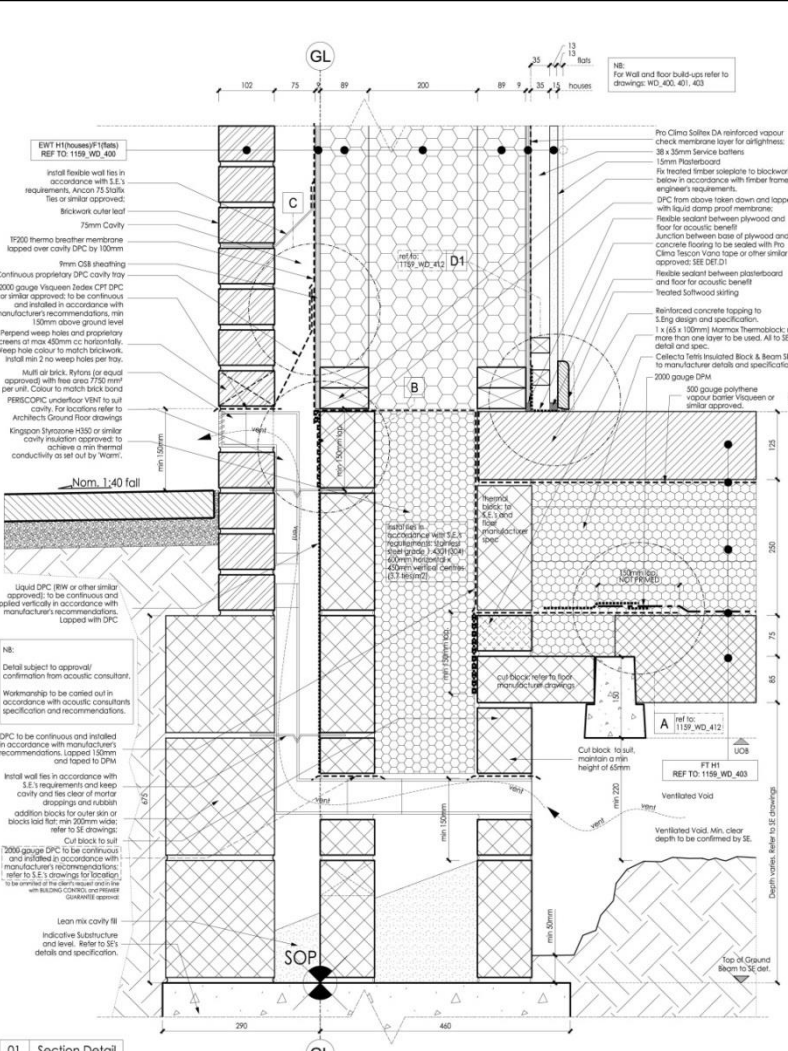 GL
102
75
9
89
200
89
9
35
35
15
13
13
flats
houses
NB:
For Wall and floor build-ups refer to
drawings: WD_400, 401, 403
EWT H1(houses)/F1(flats)
REF TO: 1159_WD_400
install flexible wall ties in
accordance with S.E.'s
requirements, Ancon 75 Staifix
Ties or similar approved;
Brickwork outer leaf
75mm Cavity
TF200 thermo breather membrane
lapped over cavity DPC by 100mm
9mm OSB sheathing
Continuous proprietary DPC cavity tray
2000 gauge Visqueen Zedex CPT DPC
or similar approved; to be continuous
and installed in accordance with
manufacturer's recommendations, min
150mm above ground level
Perpend weep holes and proprietary
screens at max 450mm cc horizontally.
Weep hole colour to match brickwork.
Install min 2 no weep holes per tray.
Multi air brick, Rytons (or equal
approved) with free area 7750 mm²
per unit. Colour to match brick bond
PERISCOPIC underfloor VENT to suit
cavity. For locations refer to
Architects Ground Floor drawings
Kingspan Styrozone H350 or similar
cavity insulation approved; to
achieve a min thermal
conductivity as set out by 'Warm'.
Nom. 1:40 fall
Liquid DPC (RIW or other similar
approved); to be continuous and
applied vertically in accordance with
manufacturer's recommendations.
Lapped with DPC
NB:
Detail subject to approval/
confirmation from acoustic consultant.
Workmanship to be carried out in
accordance with acoustic consultants
specification and recommendations.
DPC to be continuous and installed
in accordance with manufacturer's
recommendations. Lapped 150mm
and taped to DPM
Install wall ties in accordance with
S.E.'s requirements and keep
cavity and ties clear of mortar
droppings and rubbish
addition blocks for outer skin or
blocks laid flat; min 200mm wide;
refer to SE drawings;
Cut block to suit
2000 gauge DPC to be continuous
and installed in accordance with
manufacturer's recommendations;
refer to S.E.'s drawings for location
to be ommited at the client's request and in line
with BUILDING CONTROL and PREMIER
GUARANTEE approval;
Lean mix cavity fill
Indicative Substructure
and level. Refer to SE's
details and specification.
Pro Clima Solitex DA reinforced vapour
check membrane layer for airtightness;
38 x 35mm Service battens
15mm Plasterboard
Fix treated timber soleplate to blockwork
below in accordance with timber frame
engineer's requirements.
DPC from above taken down and lapped
with liquid damp proof membrane;
Flexible sealant between plywood and
floor for acoustic benefit
Junction between base of plywood and
concrete flooring to be sealed with Pro
Clima Tescon Vana tape or other similar
approved; SEE DET.D1
Flexible sealant between plasterboard
and floor for acoustic benefit
Treated Softwood skirting
Reinforced concrete topping to
S.Eng design and specification.
1 x (65 x 100mm) Marmox Thermoblock;
more than one layer to be used. All to SE
detail and spec.
Cellecta Tetris Insulated Block & Beam
to manufacturer details and specification
2000 gauge DPM
500 gauge polythene
vapour barrier Visqueen or
similar approved.
C
B
ref to:
1159_WD_412
D1
vent
min 150mm
min 150mm lap
thermal
block; to
S.E.'s and
floor
manufacturer
spec
Install ties in
accordance with S.E.'s
requirements; stainless
steel grade 1.4301(304)
600mm horizontal x
450mm vertical centres
(3.7 ties/m2)
150mm lap
NOT PRIMED
125
250
75
85
vent
min 150mm lap
cut block; refer to floor
manufacturer drawings
150
A
ref to:
1159_WD_412
UOB
Cut block to suit,
maintain a min
height of 65mm
FT H1
REF TO: 1159_WD_403
Ventilated Void
Ventilated Void. Min. clear
depth to be confirmed by SE.
vent
vent
vent
vent
min 220
min 150mm
min 50mm
675
Depth varies. Refer to SE drawings
Top of Ground
Beam to SE det.
SOP
290
460
GL
01
Section Detail